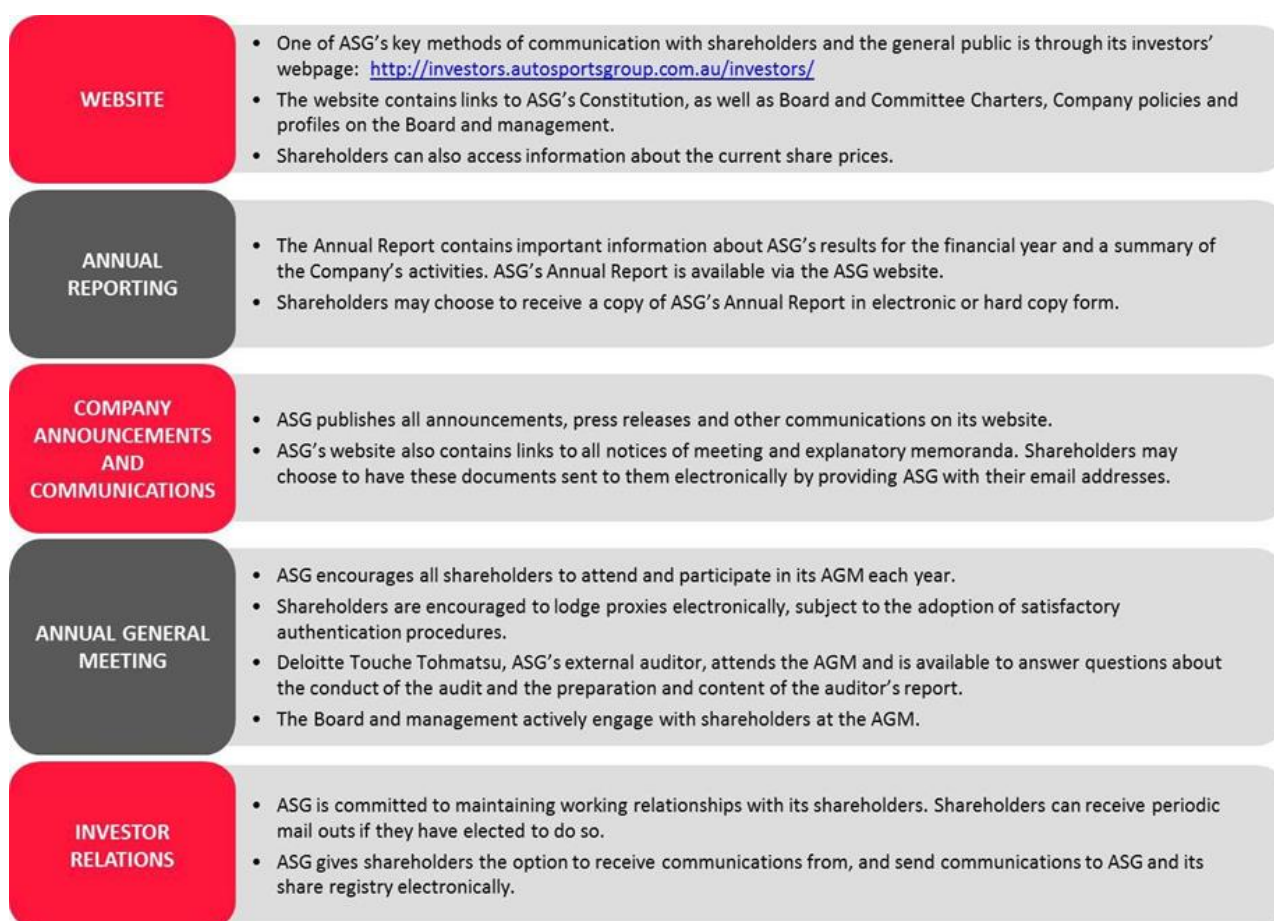 WEBSITE
• One of ASG's key methods of communication with shareholders and the general public is through its investors'
webpage: http://investors.autosportsgroup.com.au/investors/
• The website contains links to ASG's Constitution, as well as Board and Committee Charters, Company policies and
profiles on the Board and management.
• Shareholders can also access information about the current share prices.
ANNUAL
REPORTING
• The Annual Report contains important information about ASG's results for the financial year and a summary of
the Company's activities. ASG's Annual Report is available via the ASG website.
• Shareholders may choose to receive a copy of ASG's Annual Report in electronic or hard copy form.
COMPANY
ANNOUNCEMENTS
AND
COMMUNICATIONS
• ASG publishes all announcements, press releases and other communications on its website.
• ASG's website also contains links to all notices of meeting and explanatory memoranda. Shareholders may
choose to have these documents sent to them electronically by providing ASG with their email addresses.
ANNUAL GENERAL
MEETING
• ASG encourages all shareholders to attend and participate in its AGM each year.
• Shareholders are encouraged to lodge proxies electronically, subject to the adoption of satisfactory
authentication procedures.
• Deloitte Touche Tohmatsu, ASG's external auditor, attends the AGM and is available to answer questions about
the conduct of the audit and the preparation and content of the auditor's report.
• The Board and management actively engage with shareholders at the AGM.
INVESTOR
RELATIONS
• ASG is committed to maintaining working relationships with its shareholders. Shareholders can receive periodic
mail outs if they have elected to do so.
• ASG gives shareholders the option to receive communications from, and send communications to ASG and its
share registry electronically.